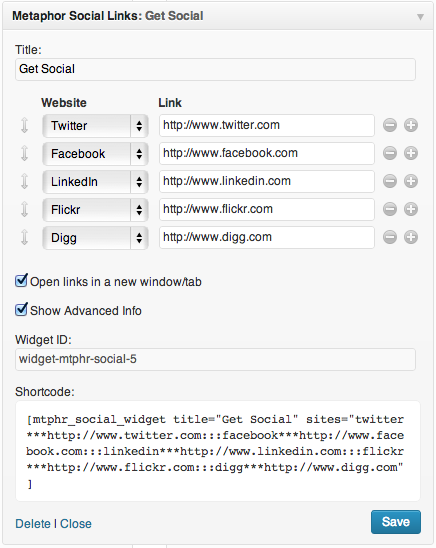 Metaphor Social Links: Get Social
Title:
Get Social
Website Link
Twitter http://www.twitter.com
Facebook http://www.facebook.com
LinkedIn http://www.linkedin.com
Flickr http://www.flickr.com
Digg http://www.digg.com
Open links in a new window/tab
Show Advanced Info
Widget ID:
widget-mtphr-social-5
Shortcode:
[mtphr_social_widget title="Get Social" sites="twitter
***http://www.twitter.com:::facebook***http://www.face
book.com:::linkedin***http://www.linkedin.com:::flickr
***http://www.flickr.com:::digg***http://www.digg.com"
]
Delete | Close Save